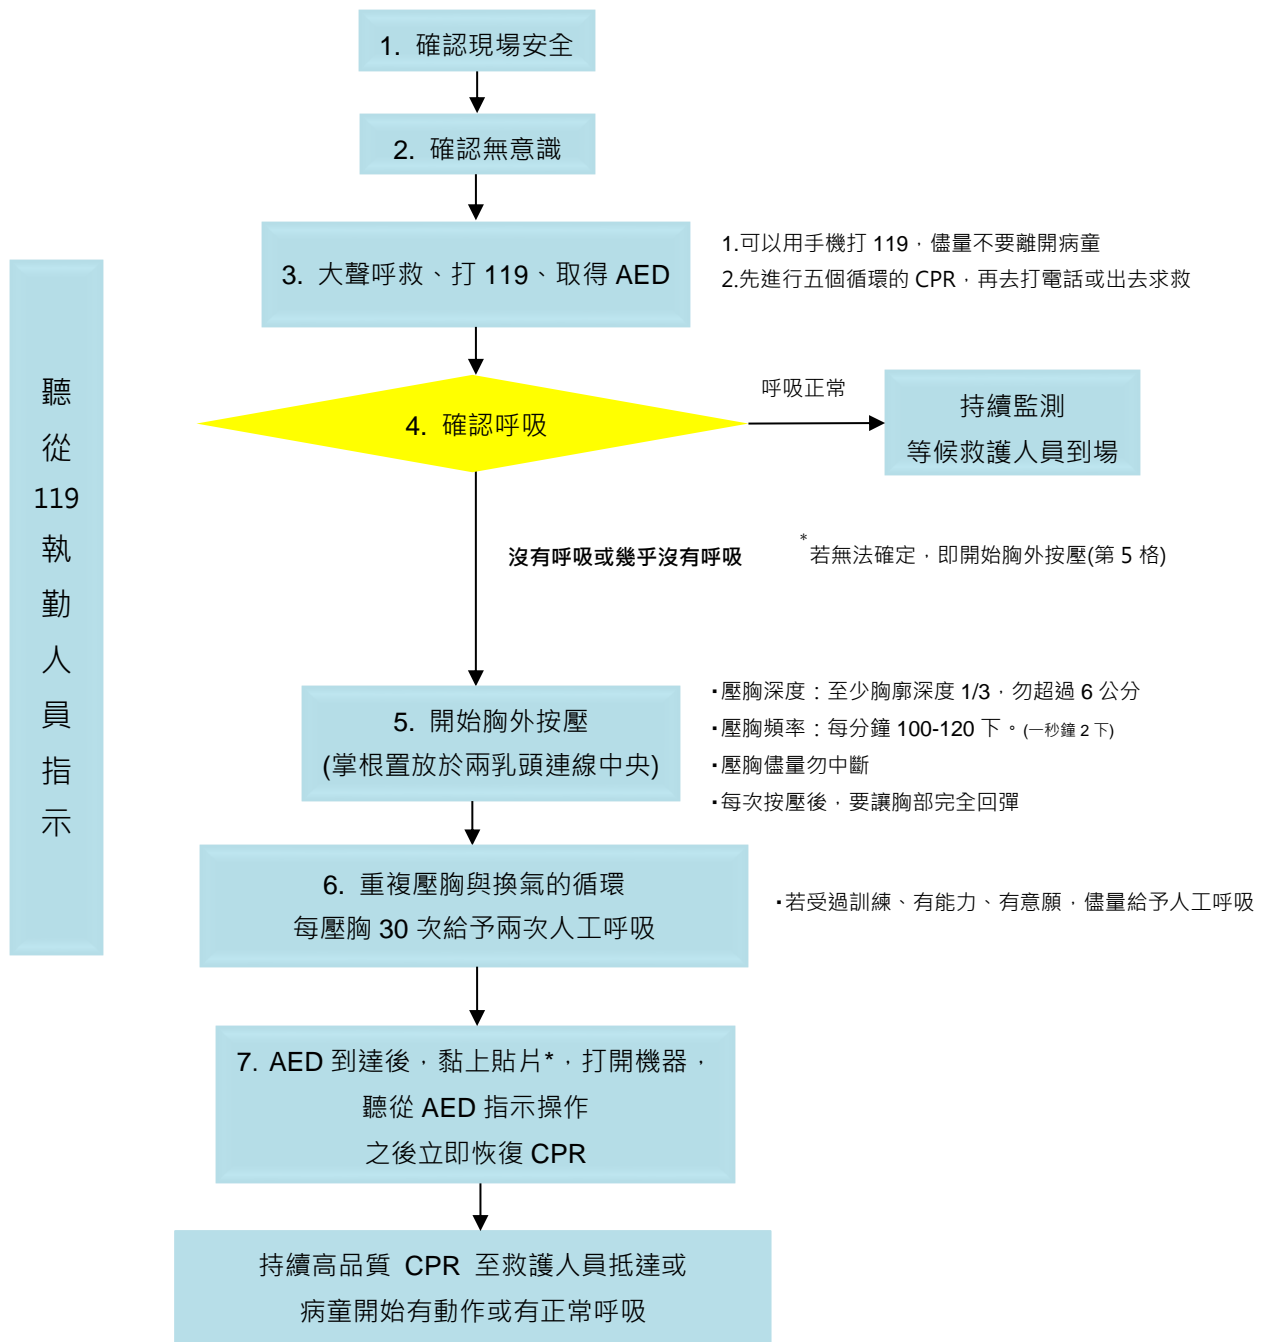 1. 確認現場安全
2. 確認無意識
3. 大聲呼救、打 119、取得 AED
1.可以用手機打 119，儘量不要離開病童
2.先進行五個循環的 CPR，再去打電話或出去求救
聽
從
119
執
勤
人
員
指
示
4. 確認呼吸
呼吸正常
持續監測
等候救護人員到場
沒有呼吸或幾乎沒有呼吸
*若無法確定，即開始胸外按壓(第 5 格)
5. 開始胸外按壓
(掌根置放於兩乳頭連線中央)
▪壓胸深度：至少胸廓深度 1/3，勿超過 6 公分
▪壓胸頻率：每分鐘 100-120 下。(一秒鐘 2 下)
▪壓胸儘量勿中斷
▪每次按壓後，要讓胸部完全回彈
6. 重複壓胸與換氣的循環
每壓胸 30 次給予兩次人工呼吸
▪若受過訓練、有能力、有意願，儘量給予人工呼吸
7. AED 到達後，黏上貼片*，打開機器，
聽從 AED 指示操作
之後立即恢復 CPR
持續高品質 CPR 至救護人員抵達或
病童開始有動作或有正常呼吸